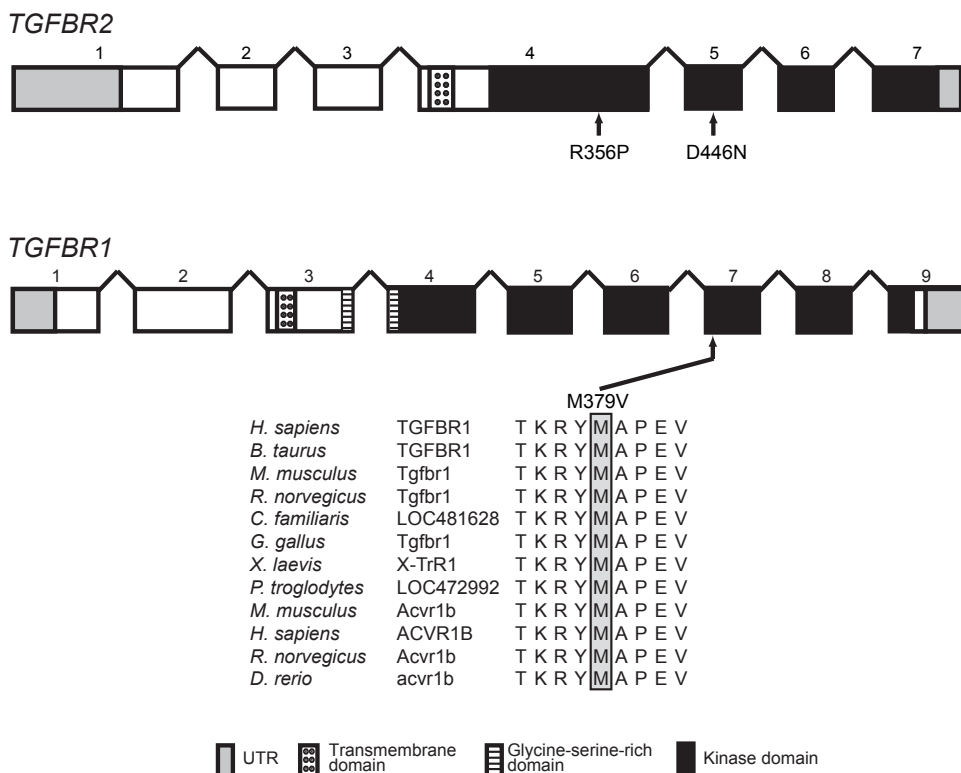 TGFBR2
1 2 3 4 5 6 7
R356P D446N
TGFBR1
1 2 3 4 5 6 7 8 9
M379V
H. sapiens TGFBR1 T K R Y M A P E V
B. taurus TGFBR1 T K R Y M A P E V
M. musculus Tgfbr1 T K R Y M A P E V
R. norvegicus Tgfbr1 T K R Y M A P E V
C. familiaris LOC481628 T K R Y M A P E V
G. gallus Tgfbr1 T K R Y M A P E V
X. laevis X-TrR1 T K R Y M A P E V
P. troglodytes LOC472992 T K R Y M A P E V
M. musculus Acvr1b T K R Y M A P E V
H. sapiens ACVR1B T K R Y M A P E V
R. norvegicus Acvr1b T K R Y M A P E V
D. rerio acvr1b T K R Y M A P E V
UTR
Transmembrane
domain
Glycine-serine-rich
domain
Kinase domain